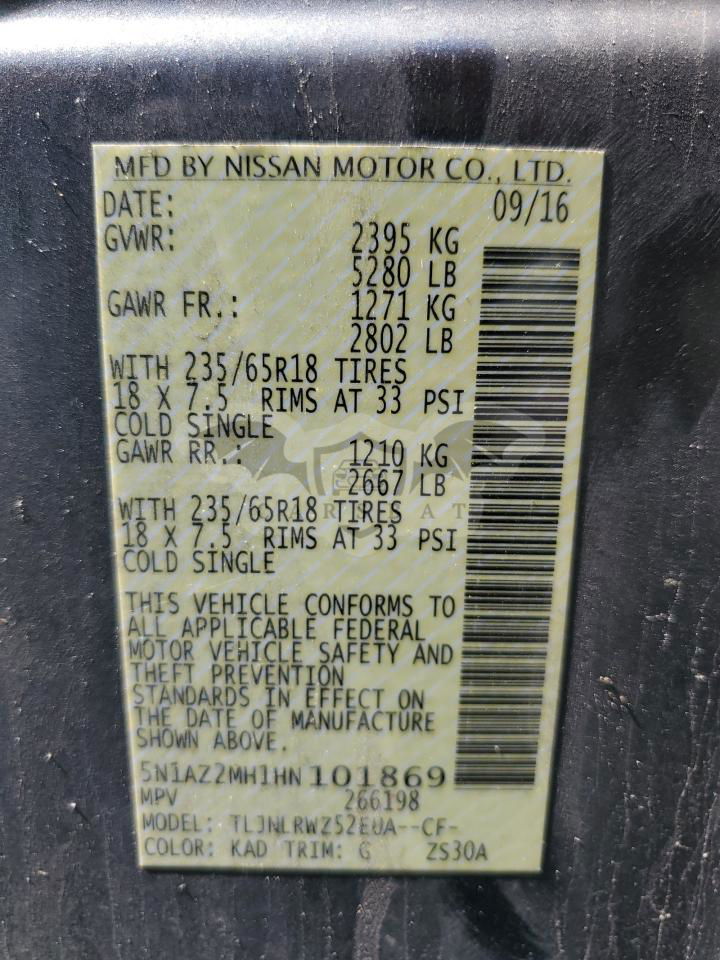 MFD BY NISSAN MOTOR CO., LTD.
DATE: 09/16
GVWR: 2395 KG
5280 LB
GAWR FR.: 1271 KG
2802 LB
WITH 235/65R18 TIRES
18 X 7.5 RIMS AT 33 PSI
COLD SINGLE
GAWR RR.: 1210 KG
2667 LB
WITH 235/65R18 TIRES
18 X 7.5 RIMS AT 33 PSI
COLD SINGLE
THIS VEHICLE CONFORMS TO
ALL APPLICABLE FEDERAL
MOTOR VEHICLE SAFETY AND
THEFT PREVENTION
STANDARDS IN EFFECT ON
THE DATE OF MANUFACTURE
SHOWN ABOVE.
5N1AZ2MH1HN101869
MPV 266198
MODEL: TLJNLRWZ52EUA--CF-
COLOR: KAD TRIM: G ZS30A